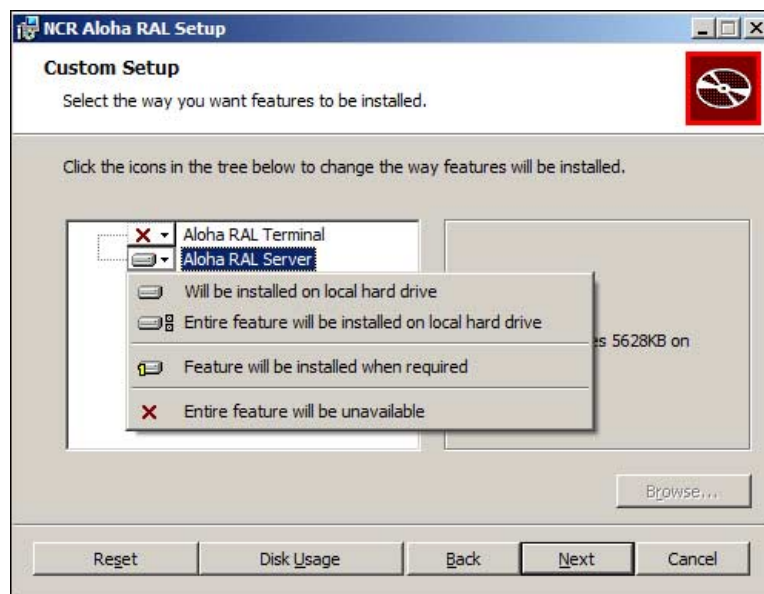 NCR Aloha RAL Setup
Custom Setup
Select the way you want features to be installed.
Click the icons in the tree below to change the way features will be installed.
Aloha RAL Terminal
Aloha RAL Server
Will be installed on local hard drive
Entire feature will be installed on local hard drive
es 5628KB on
Feature will be installed when required
Entire feature will be unavailable
Browse...
Reset
Disk Usage
Back
Next
Cancel